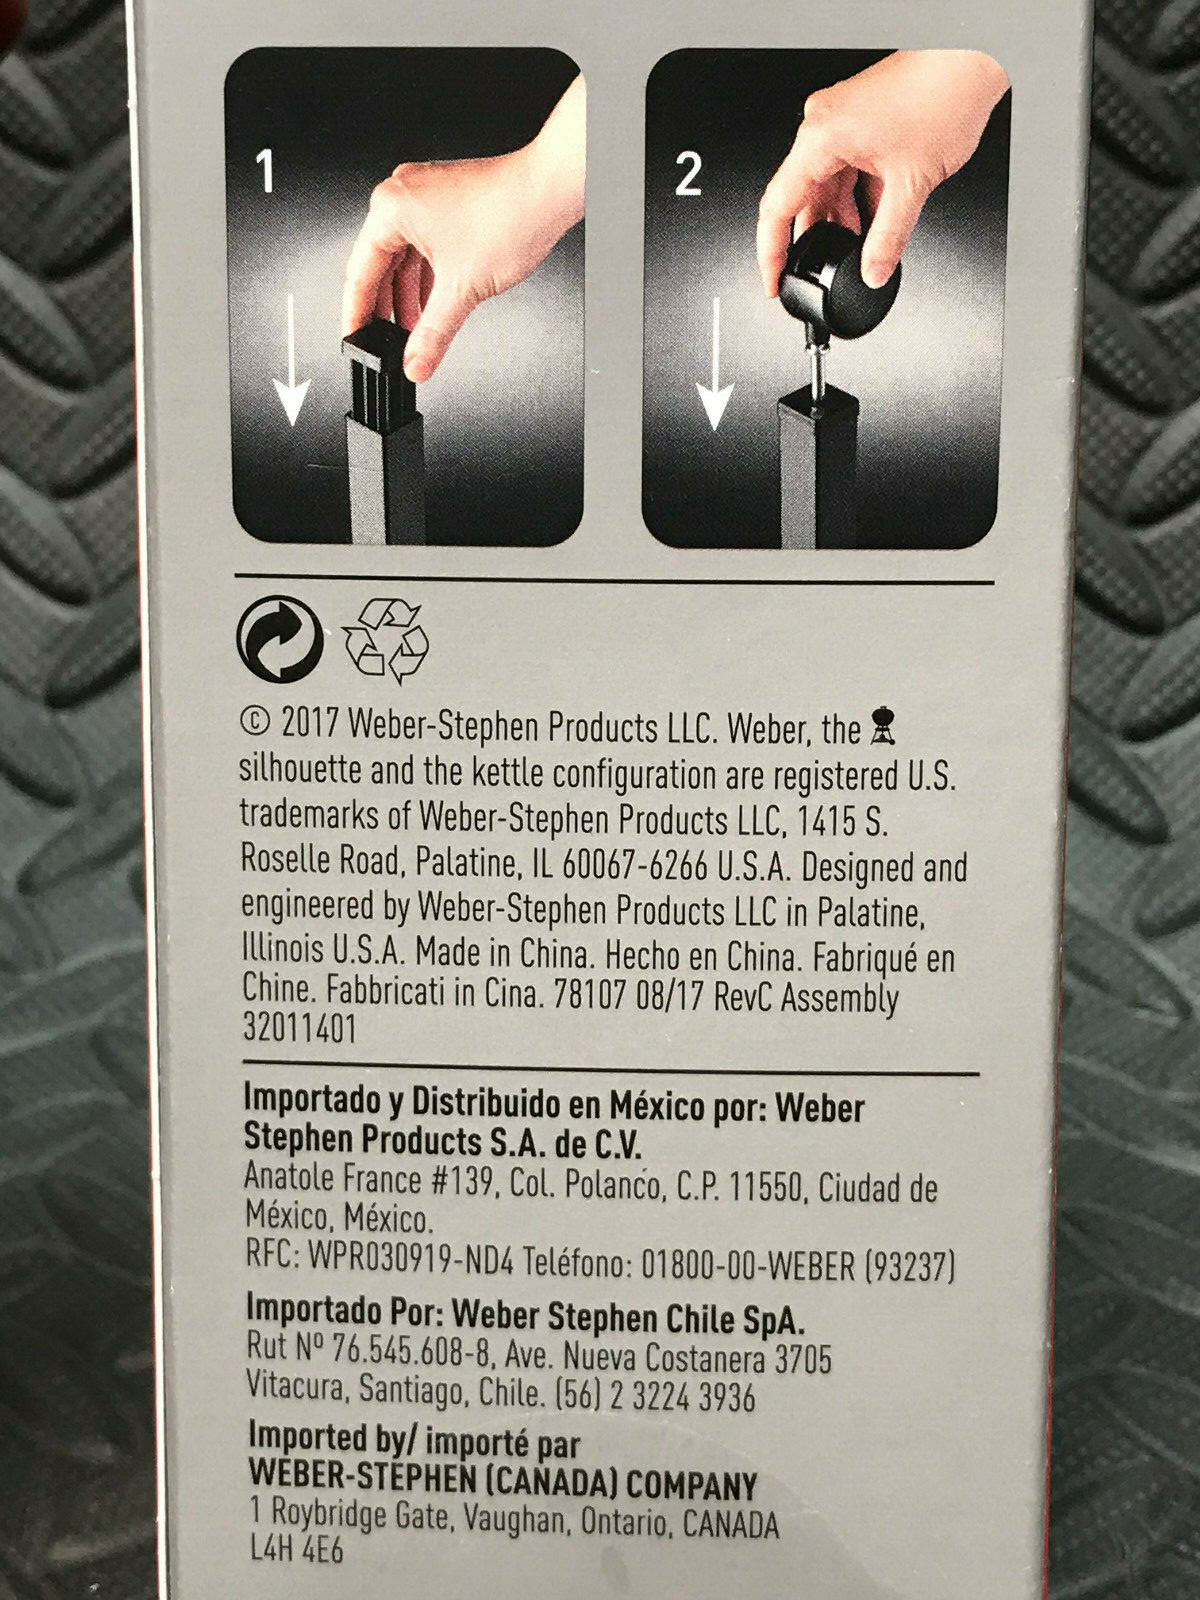 1
2
© 2017 Weber-Stephen Products LLC. Weber, the
silhouette and the kettle configuration are registered U.S.
trademarks of Weber-Stephen Products LLC, 1415 S.
Roselle Road, Palatine, IL 60067-6266 U.S.A. Designed and
engineered by Weber-Stephen Products LLC in Palatine,
Illinois U.S.A. Made in China. Hecho en China. Fabriqué en
Chine. Fabbricati in Cina. 78107 08/17 RevC Assembly
32011401
Importado y Distribuido en México por: Weber
Stephen Products S.A. de C.V.
Anatole France #139, Col. Polanco, C.P. 11550, Ciudad de
México, México.
RFC: WPR030919-ND4 Teléfono: 01800-00-WEBER (93237)
Importado Por: Weber Stephen Chile SpA.
Rut Nº 76.545.608-8, Ave. Nueva Costanera 3705
Vitacura, Santiago, Chile. (56) 2 3224 3936
Imported by/ importé par
WEBER-STEPHEN (CANADA) COMPANY
1 Roybridge Gate, Vaughan, Ontario, CANADA
L4H 4E6